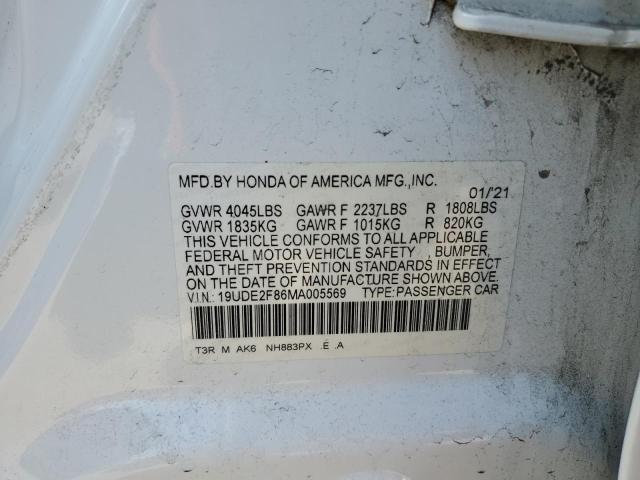 MFD.BY HONDA OF AMERICA MFG.,INC. 01/'21
GVWR 4045LBS GAWR F 2237LBS R 1808LBS
GVWR 1835KG GAWR F 1015KG R 820KG
THIS VEHICLE CONFORMS TO ALL APPLICABLE
FEDERAL MOTOR VEHICLE SAFETY , BUMPER,
AND THEFT PREVENTION STANDARDS IN EFFECT
ON THE DATE OF MANUFACTURE SHOWN ABOVE.
V.I.N.: 19UDE2F86MA005569 TYPE:PASSENGER CAR
T3R M AK6 NH883PX .E .A